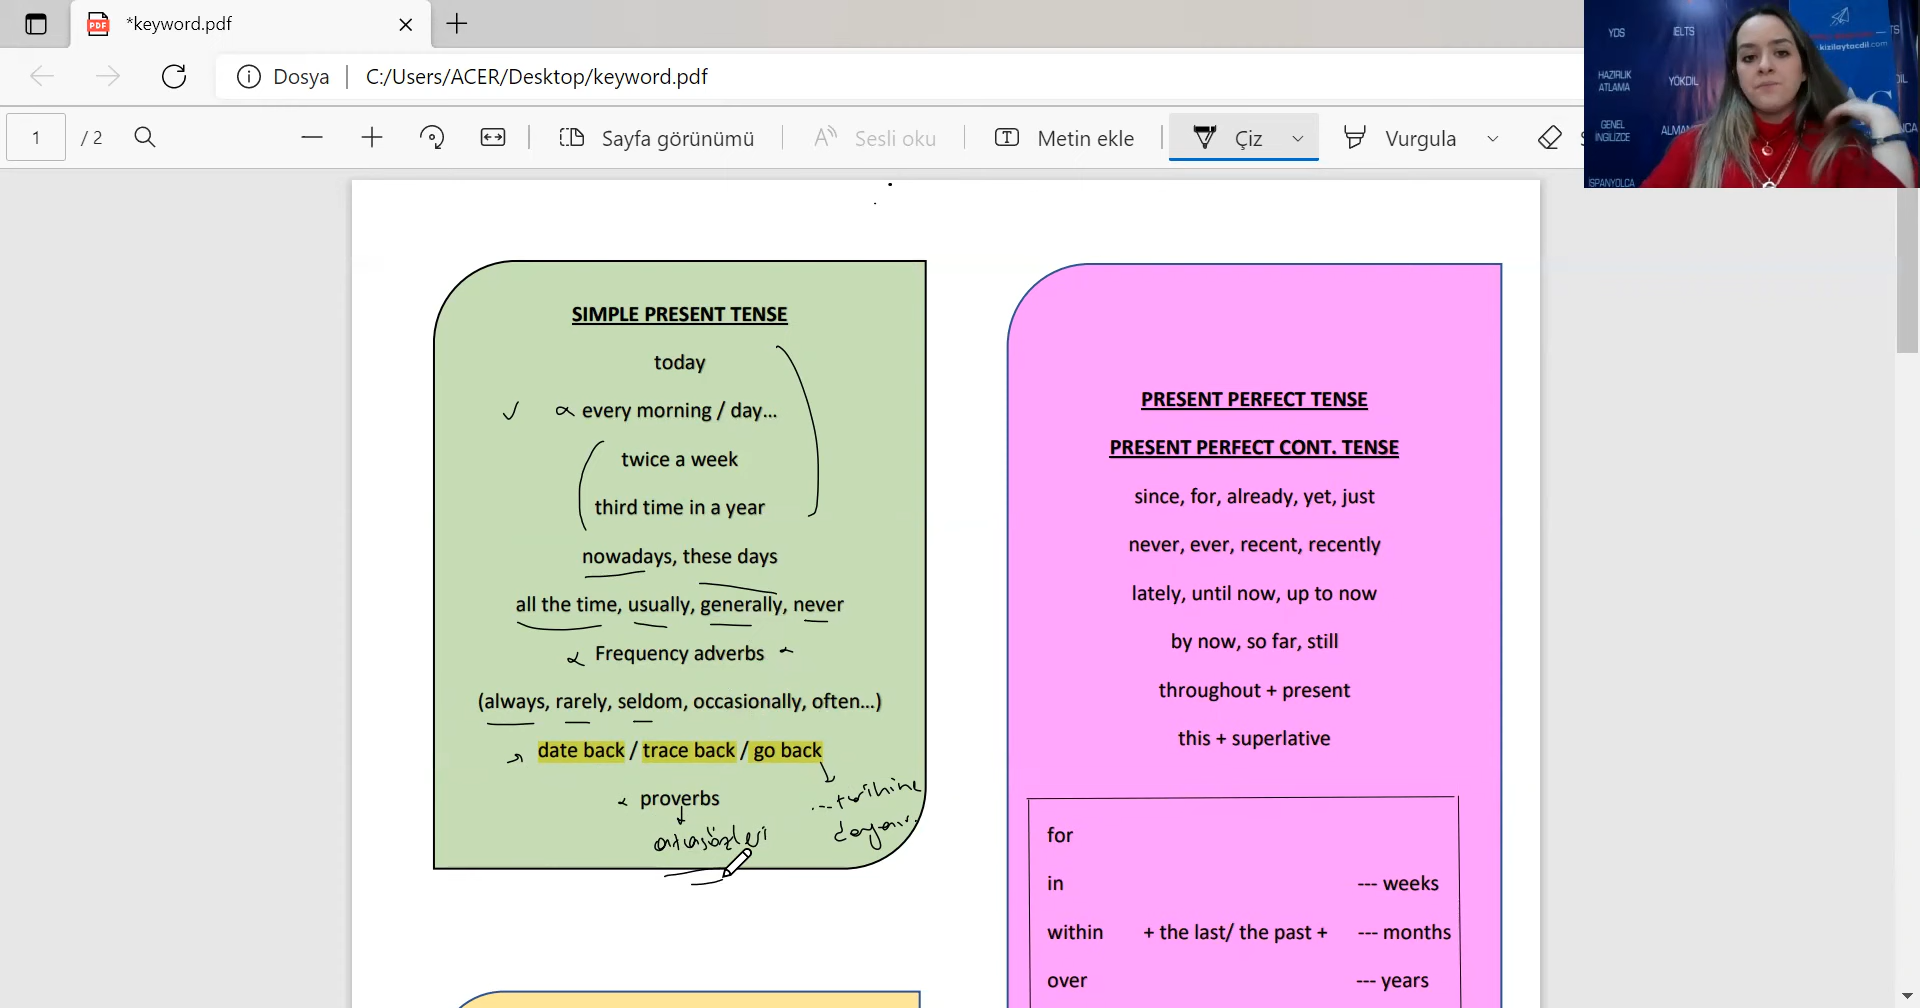 *keyword.pdf
Dosya C:/Users/ACER/Desktop/keyword.pdf
1 / 2 Sayfa görünümü Sesli oku Metin ekle Çiz Vurgula
YDS IELTS
kizilaytacdil.com
HAZIRLIK ATLAMA YÖKDİL
GENEL İNGİLİZCE
İSPANYOLCA
SIMPLE PRESENT TENSE
today
every morning / day...
twice a week
third time in a year
nowadays, these days
all the time, usually, generally, never
Frequency adverbs
(always, rarely, seldom, occasionally, often...)
date back / trace back / go back
proverbs
atasözleri
... tarihine
dayanır.
PRESENT PERFECT TENSE
PRESENT PERFECT CONT. TENSE
since, for, already, yet, just
never, ever, recent, recently
lately, until now, up to now
by now, so far, still
throughout + present
this + superlative
for
in --- weeks
within + the last/ the past + --- months
over --- years